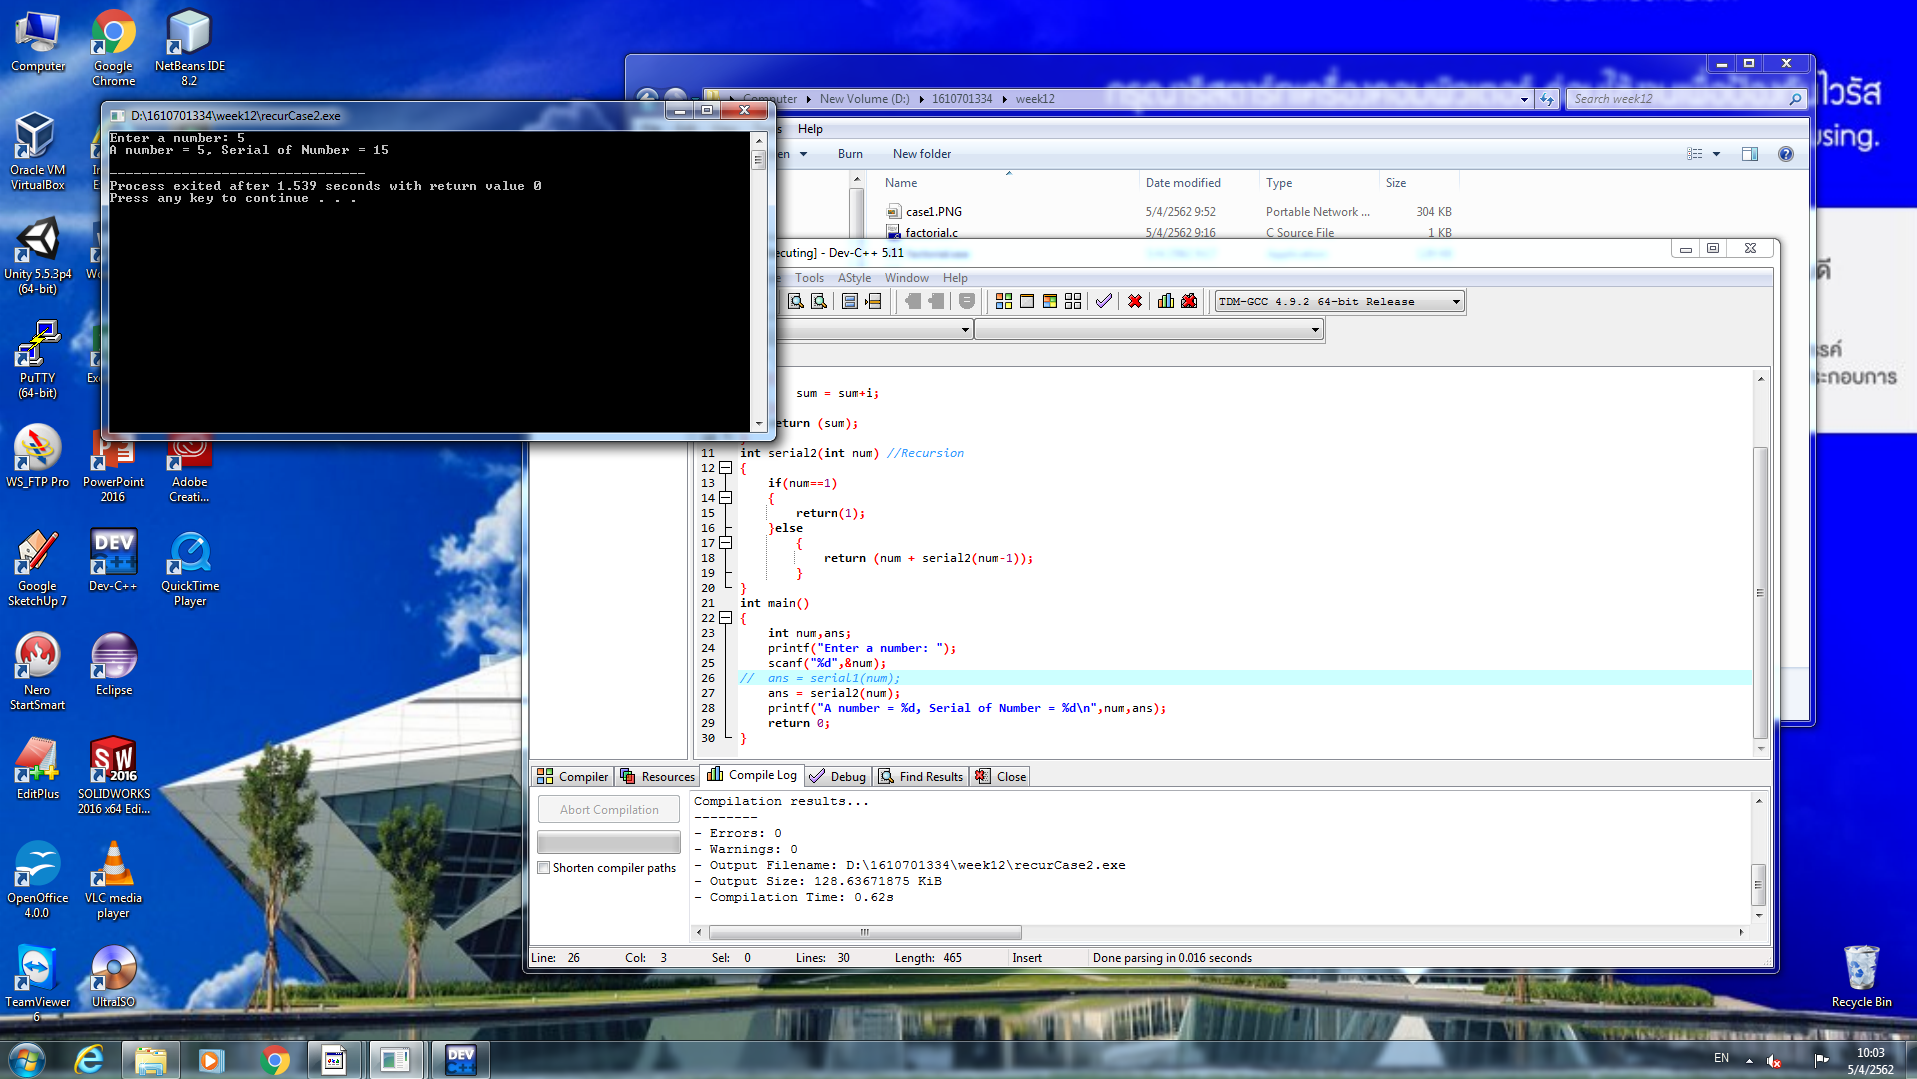 Computer
Google
Chrome
NetBeans IDE
8.2
Oracle VM
VirtualBox
Unity 5.5.3p4
(64-bit)
PuTTY
(64-bit)
WS_FTP Pro
PowerPoint
2016
Adobe
Creati...
Google
SketchUp 7
Dev-C++
QuickTime
Player
Nero
StartSmart
Eclipse
EditPlus
SOLIDWORKS
2016 x64 Edi...
OpenOffice
4.0.0
VLC media
player
TeamViewer
6
UltraISO
Recycle Bin
D:\1610701334\week12\recurCase2.exe
Enter a number: 5
A number = 5, Serial of Number = 15
--------------------------------
Process exited after 1.539 seconds with return value 0
Press any key to continue . . .
Computer New Volume (D:) 1610701334 week12
Search week12
Help
Burn New folder
Name Date modified Type Size
case1.PNG 5/4/2562 9:52 Portable Network ... 304 KB
factorial.c 5/4/2562 9:16 C Source File 1 KB
ecuting] - Dev-C++ 5.11
Tools AStyle Window Help
TDM-GCC 4.9.2 64-bit Release
sum = sum+i;
return (sum);
11 int serial2(int num) //Recursion
12 {
13 if(num==1)
14 {
15 return(1);
16 }else
17 {
18 return (num + serial2(num-1));
19 }
20 }
21 int main()
22 {
23 int num,ans;
24 printf("Enter a number: ");
25 scanf("%d",&num);
26 // ans = serial1(num);
27 ans = serial2(num);
28 printf("A number = %d, Serial of Number = %d\n",num,ans);
29 return 0;
30 }
Compiler Resources Compile Log Debug Find Results Close
Abort Compilation
Shorten compiler paths
Compilation results...
--------
- Errors: 0
- Warnings: 0
- Output Filename: D:\1610701334\week12\recurCase2.exe
- Output Size: 128.63671875 KiB
- Compilation Time: 0.62s
Line: 26 Col: 3 Sel: 0 Lines: 30 Length: 465 Insert Done parsing in 0.016 seconds
ไวรัส
using.
EN
10:03
5/4/2562